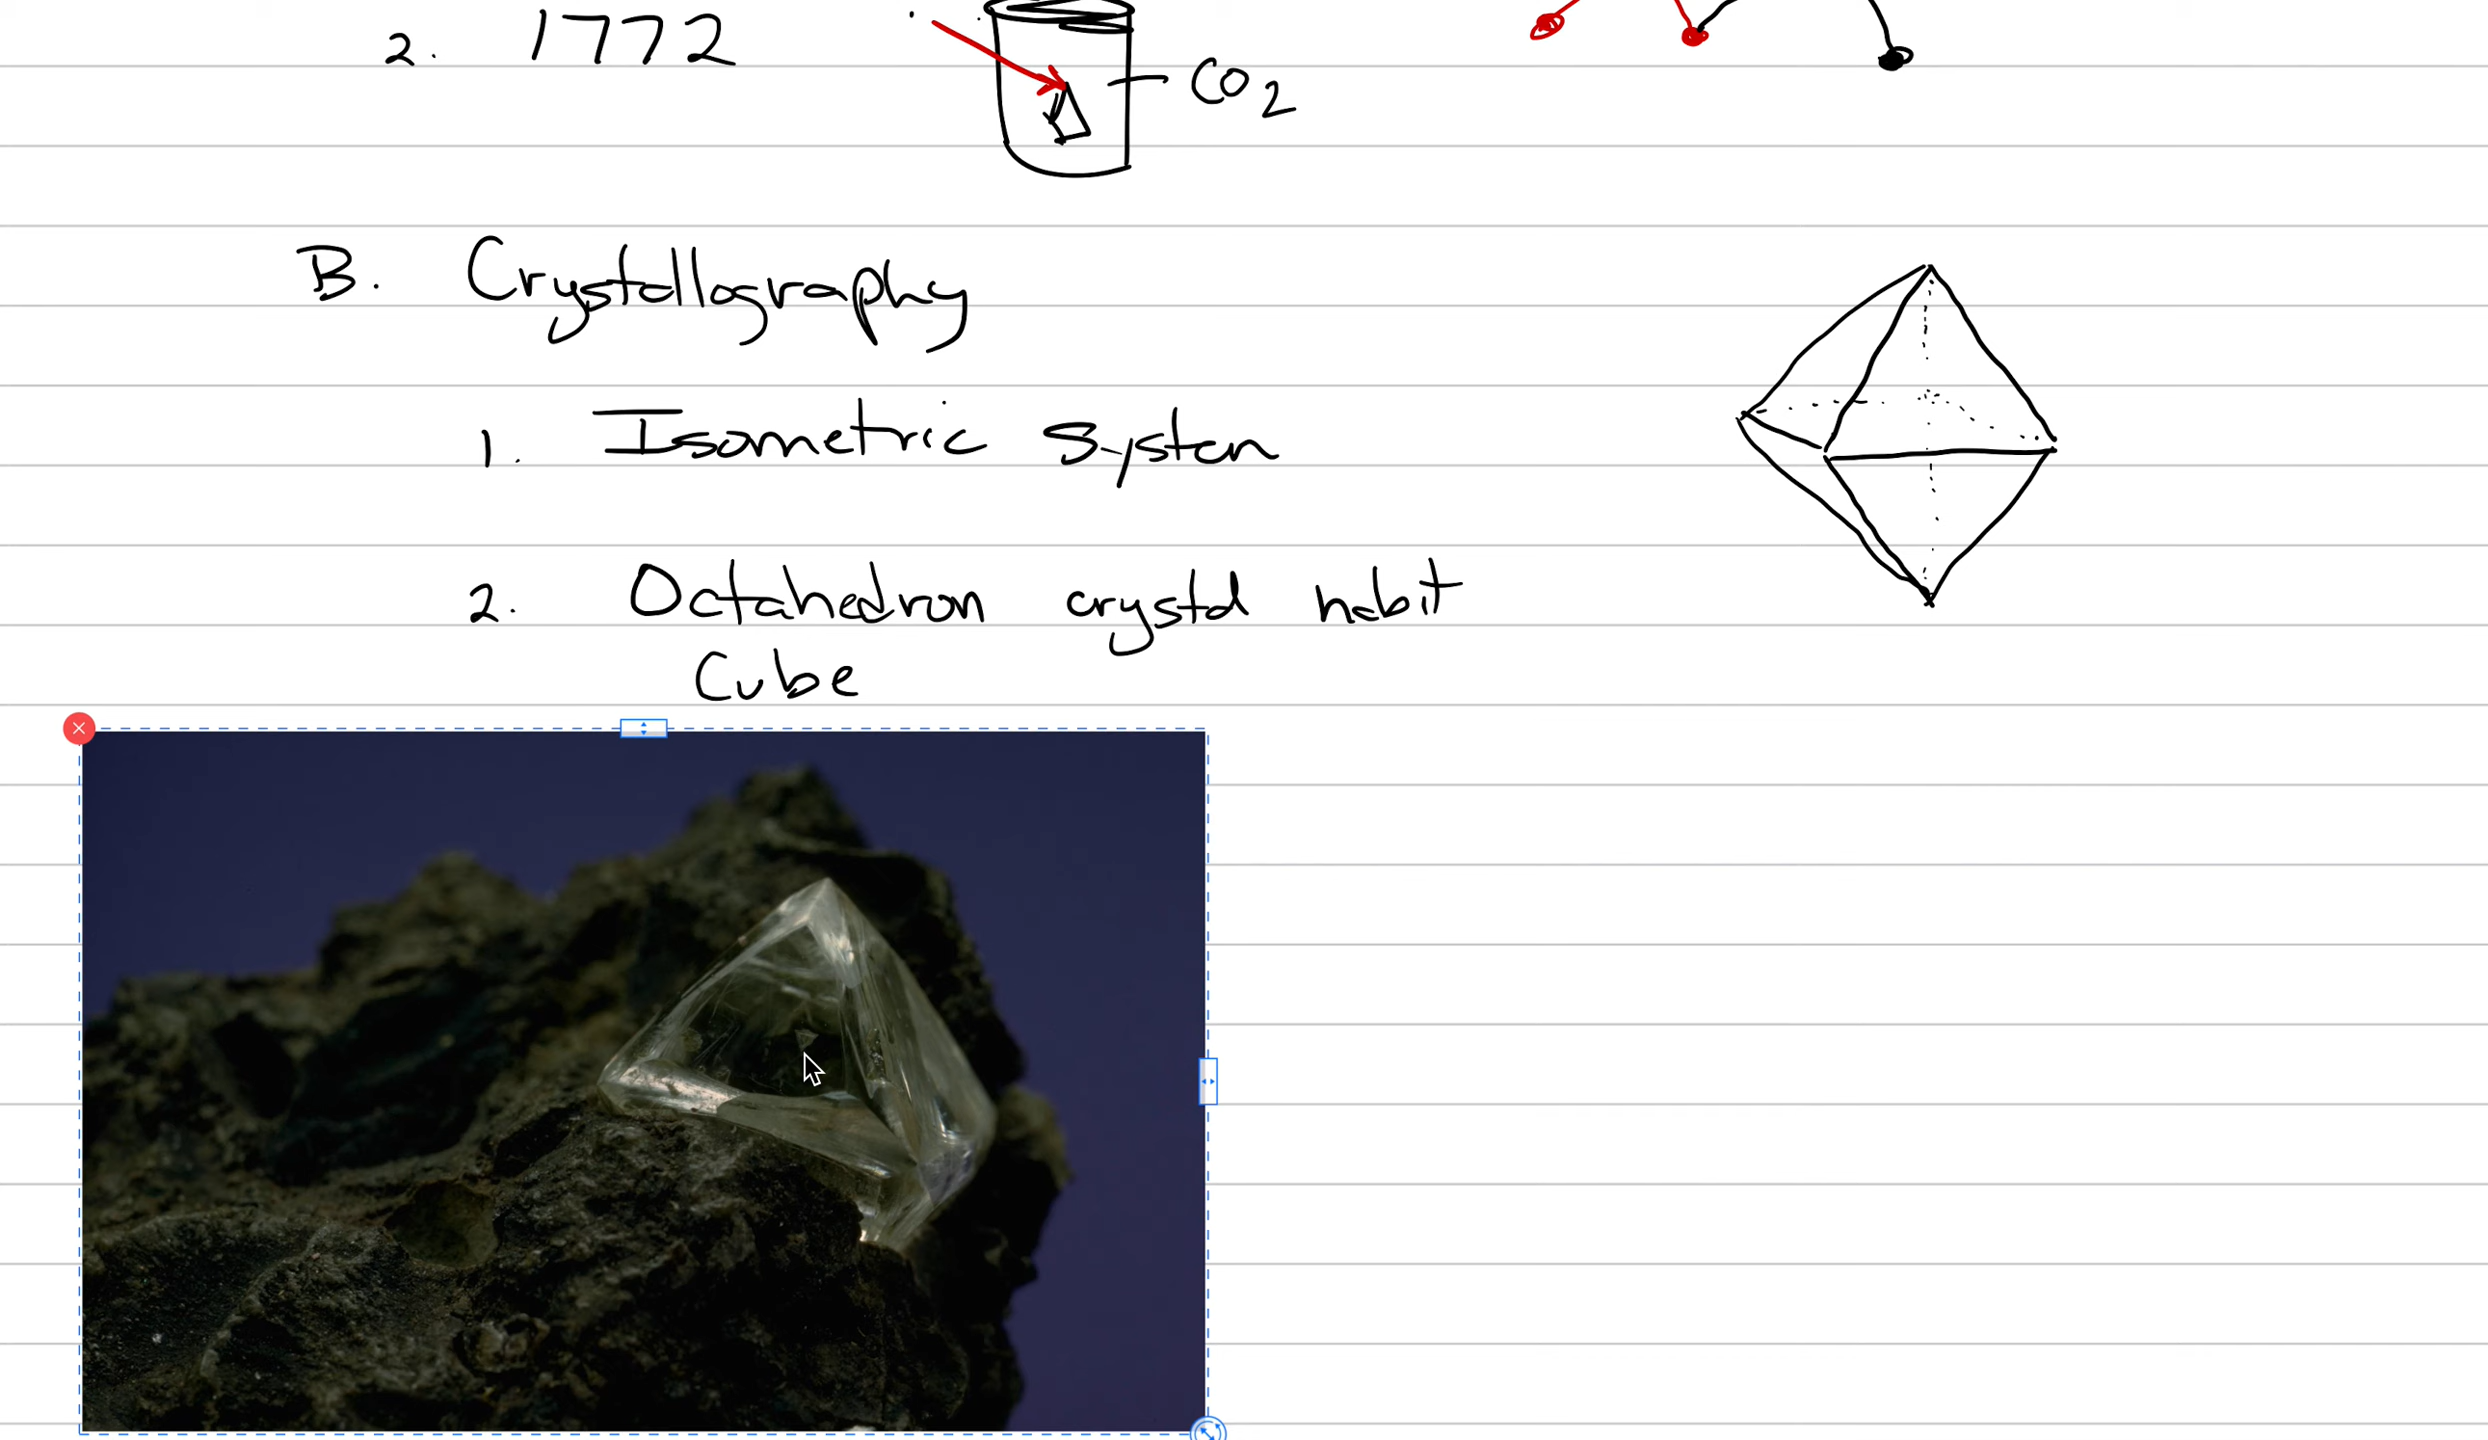 2. 1772
CO2
B. Crystallography
1. Isometric System
2. Octahedron crystal habit
Cube